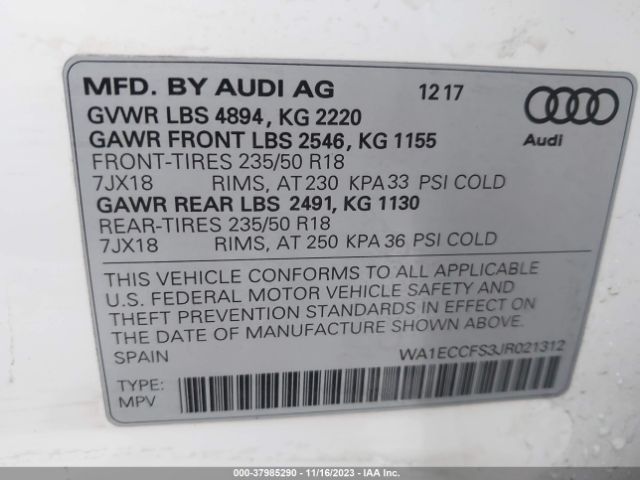 MFD. BY AUDI AG 12 17
GVWR LBS 4894, KG 2220
GAWR FRONT LBS 2546, KG 1155
Audi
FRONT-TIRES 235/50 R18
7JX18 RIMS, AT 230 KPA 33 PSI COLD
GAWR REAR LBS 2491, KG 1130
REAR-TIRES 235/50 R18
7JX18 RIMS, AT 250 KPA 36 PSI COLD
THIS VEHICLE CONFORMS TO ALL APPLICABLE
U.S. FEDERAL MOTOR VEHICLE SAFETY AND
THEFT PREVENTION STANDARDS IN EFFECT ON
THE DATE OF MANUFACTURE SHOWN ABOVE.
SPAIN WA1ECCFS3JR021312
TYPE:
MPV
000-37985290 - 11/16/2023 - IAAI.COM